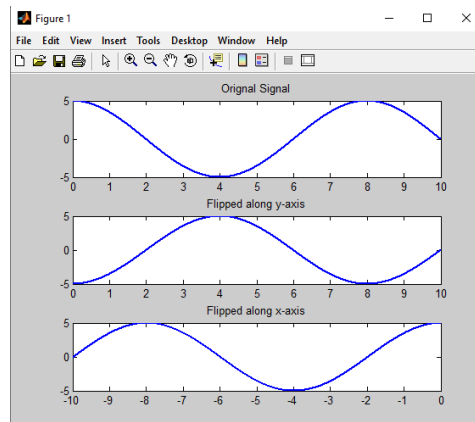 Figure 1
File Edit View Insert Tools Desktop Window Help
Orignal Signal
5
0
-5
0 1 2 3 4 5 6 7 8 9 10
Flipped along y-axis
5
0
-5
0 1 2 3 4 5 6 7 8 9 10
Flipped along x-axis
5
0
-5
-10 -9 -8 -7 -6 -5 -4 -3 -2 -1 0